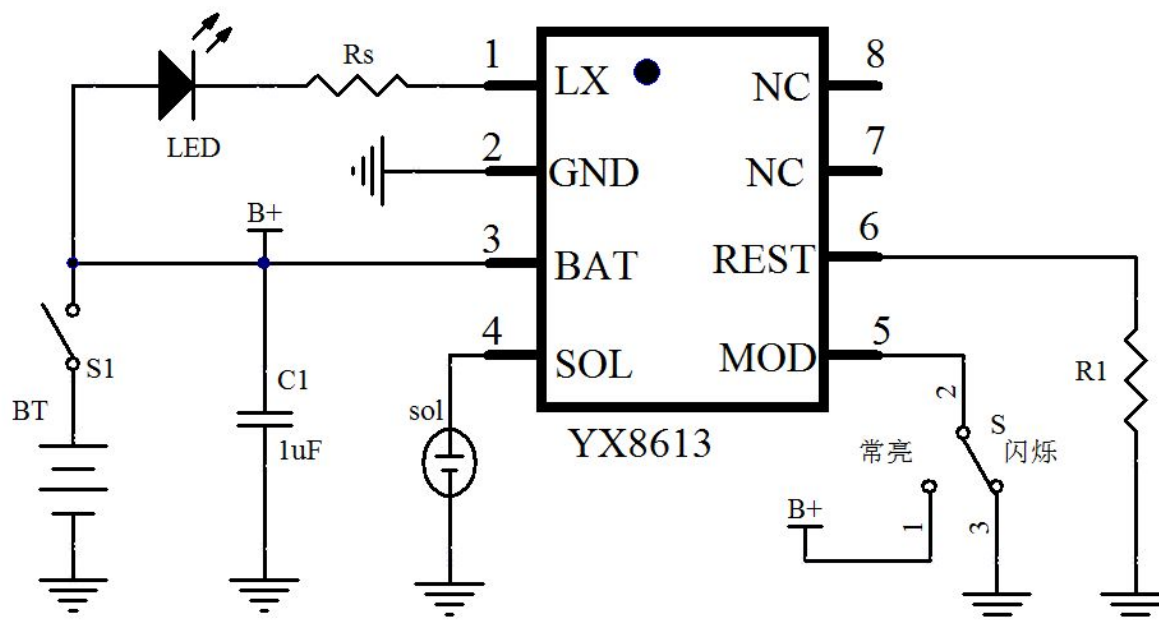 Rs
LED
1
LX
NC
8
2
GND
NC
7
B+
3
BAT
REST
6
4
SOL
MOD
5
S1
BT
C1
1uF
sol
YX8613
R1
2
S
常亮
闪烁
B+
1
3